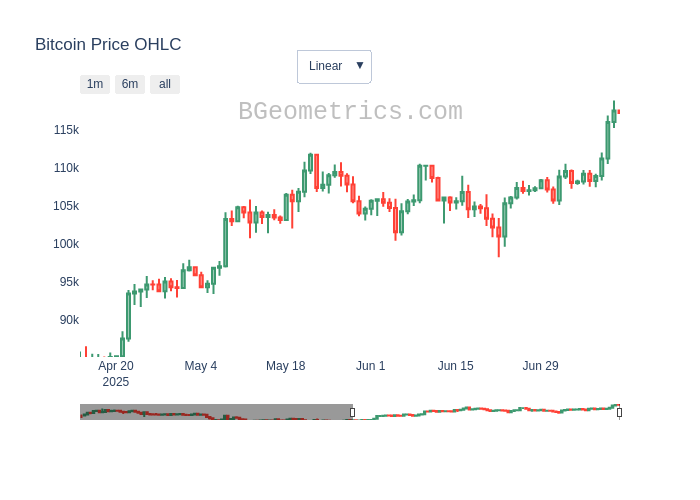 Bitcoin Price OHLC
Linear ▼
1m 6m all
BGeometrics.com
115k
110k
105k
100k
95k
90k
Apr 20 May 4 May 18 Jun 1 Jun 15 Jun 29
2025